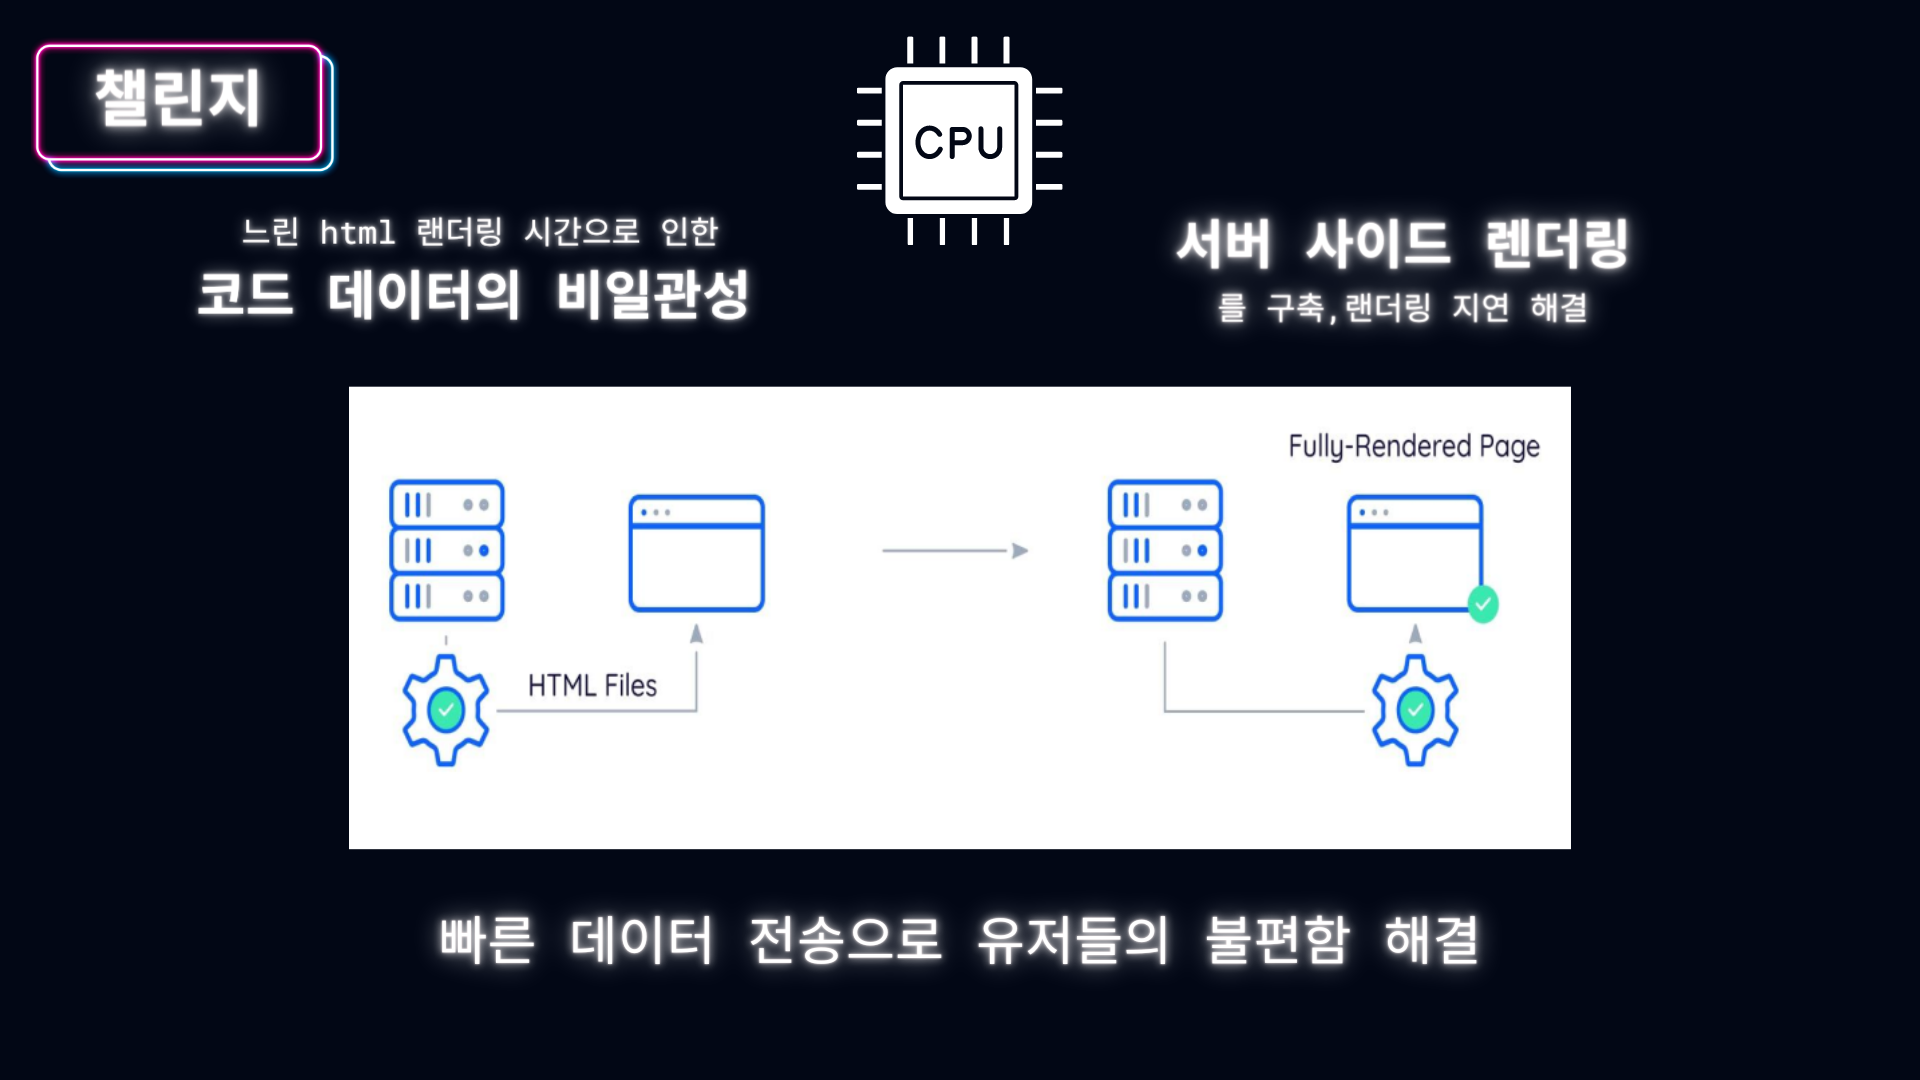 챌린지
CPU
느린 html 랜더링 시간으로 인한
코드 데이터의 비일관성
서버 사이드 렌더링
를 구축,랜더링 지연 해결
Fully-Rendered Page
HTML Files
빠른 데이터 전송으로 유저들의 불편함 해결